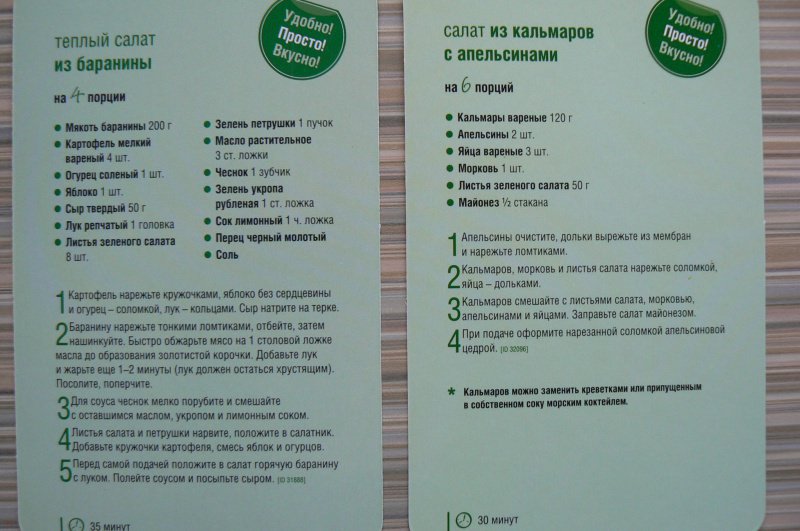 теплый салат
из баранины
Удобно!
Просто!
Вкусно!
на 4 порции
Мякоть баранины 200 г
Картофель мелкий
вареный 4 шт.
Огурец соленый 1 шт.
Яблоко 1 шт.
Сыр твердый 50 г
Лук репчатый 1 головка
Листья зеленого салата
8 шт.
Зелень петрушки 1 пучок
Масло растительное
3 ст. ложки
Чеснок 1 зубчик
Зелень укропа
рубленая 1 ст. ложка
Сок лимонный 1 ч. ложка
Перец черный молотый
Соль
1 Картофель нарежьте кружочками, яблоко без сердцевины
и огурец – соломкой, лук – кольцами. Сыр натрите на терке.
2 Баранину нарежьте тонкими ломтиками, отбейте, затем
нашинкуйте. Быстро обжарьте мясо на 1 столовой ложке
масла до образования золотистой корочки. Добавьте лук
и жарьте еще 1–2 минуты (лук должен остаться хрустящим).
Посолите, поперчите.
3 Для соуса чеснок мелко порубите и смешайте
с оставшимся маслом, укропом и лимонным соком.
4 Листья салата и петрушки нарвите, положите в салатник.
Добавьте кружочки картофеля, смесь яблок и огурцов.
5 Перед самой подачей положите в салат горячую баранину
с луком. Полейте соусом и посыпьте сыром. [ID 31888]
35 минут
салат из кальмаров
с апельсинами
Удобно!
Просто!
Вкусно!
на 6 порций
Кальмары вареные 120 г
Апельсины 2 шт.
Яйца вареные 3 шт.
Морковь 1 шт.
Листья зеленого салата 50 г
Майонез ½ стакана
1 Апельсины очистите, дольки вырежьте из мембран
и нарежьте ломтиками.
2 Кальмаров, морковь и листья салата нарежьте соломкой,
яйца – дольками.
3 Кальмаров смешайте с листьями салата, морковью,
апельсинами и яйцами. Заправьте салат майонезом.
4 При подаче оформите нарезанной соломкой апельсиновой
цедрой. [ID 32096]
* Кальмаров можно заменить креветками или припущенным
в собственном соку морским коктейлем.
30 минут